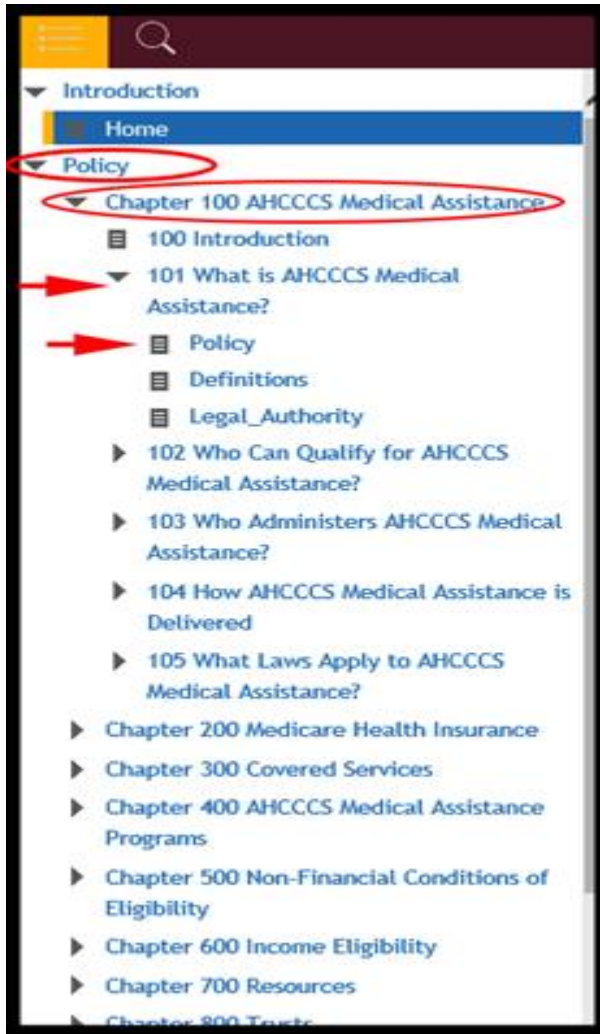 Introduction
Home
Policy
Chapter 100 AHCCCS Medical Assistance
100 Introduction
101 What is AHCCCS Medical
Assistance?
Policy
Definitions
Legal_Authority
102 Who Can Qualify for AHCCCS
Medical Assistance?
103 Who Administers AHCCCS Medical
Assistance?
104 How AHCCCS Medical Assistance is
Delivered
105 What Laws Apply to AHCCCS
Medical Assistance?
Chapter 200 Medicare Health Insurance
Chapter 300 Covered Services
Chapter 400 AHCCCS Medical Assistance
Programs
Chapter 500 Non-Financial Conditions of
Eligibility
Chapter 600 Income Eligibility
Chapter 700 Resources
Chapter 800 Trusts